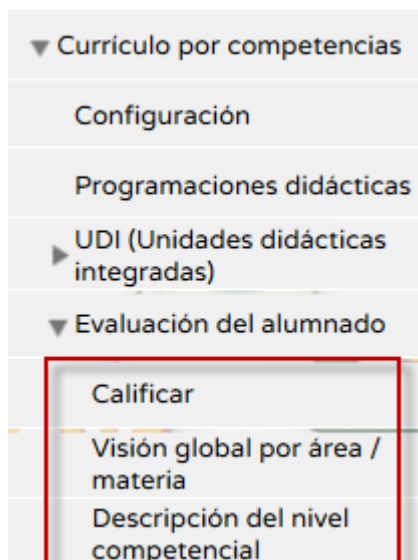 Currículo por competencias
Configuración
Programaciones didácticas
UDI (Unidades didácticas
integradas)
Evaluación del alumnado
Calificar
Visión global por área /
materia
Descripción del nivel
competencial